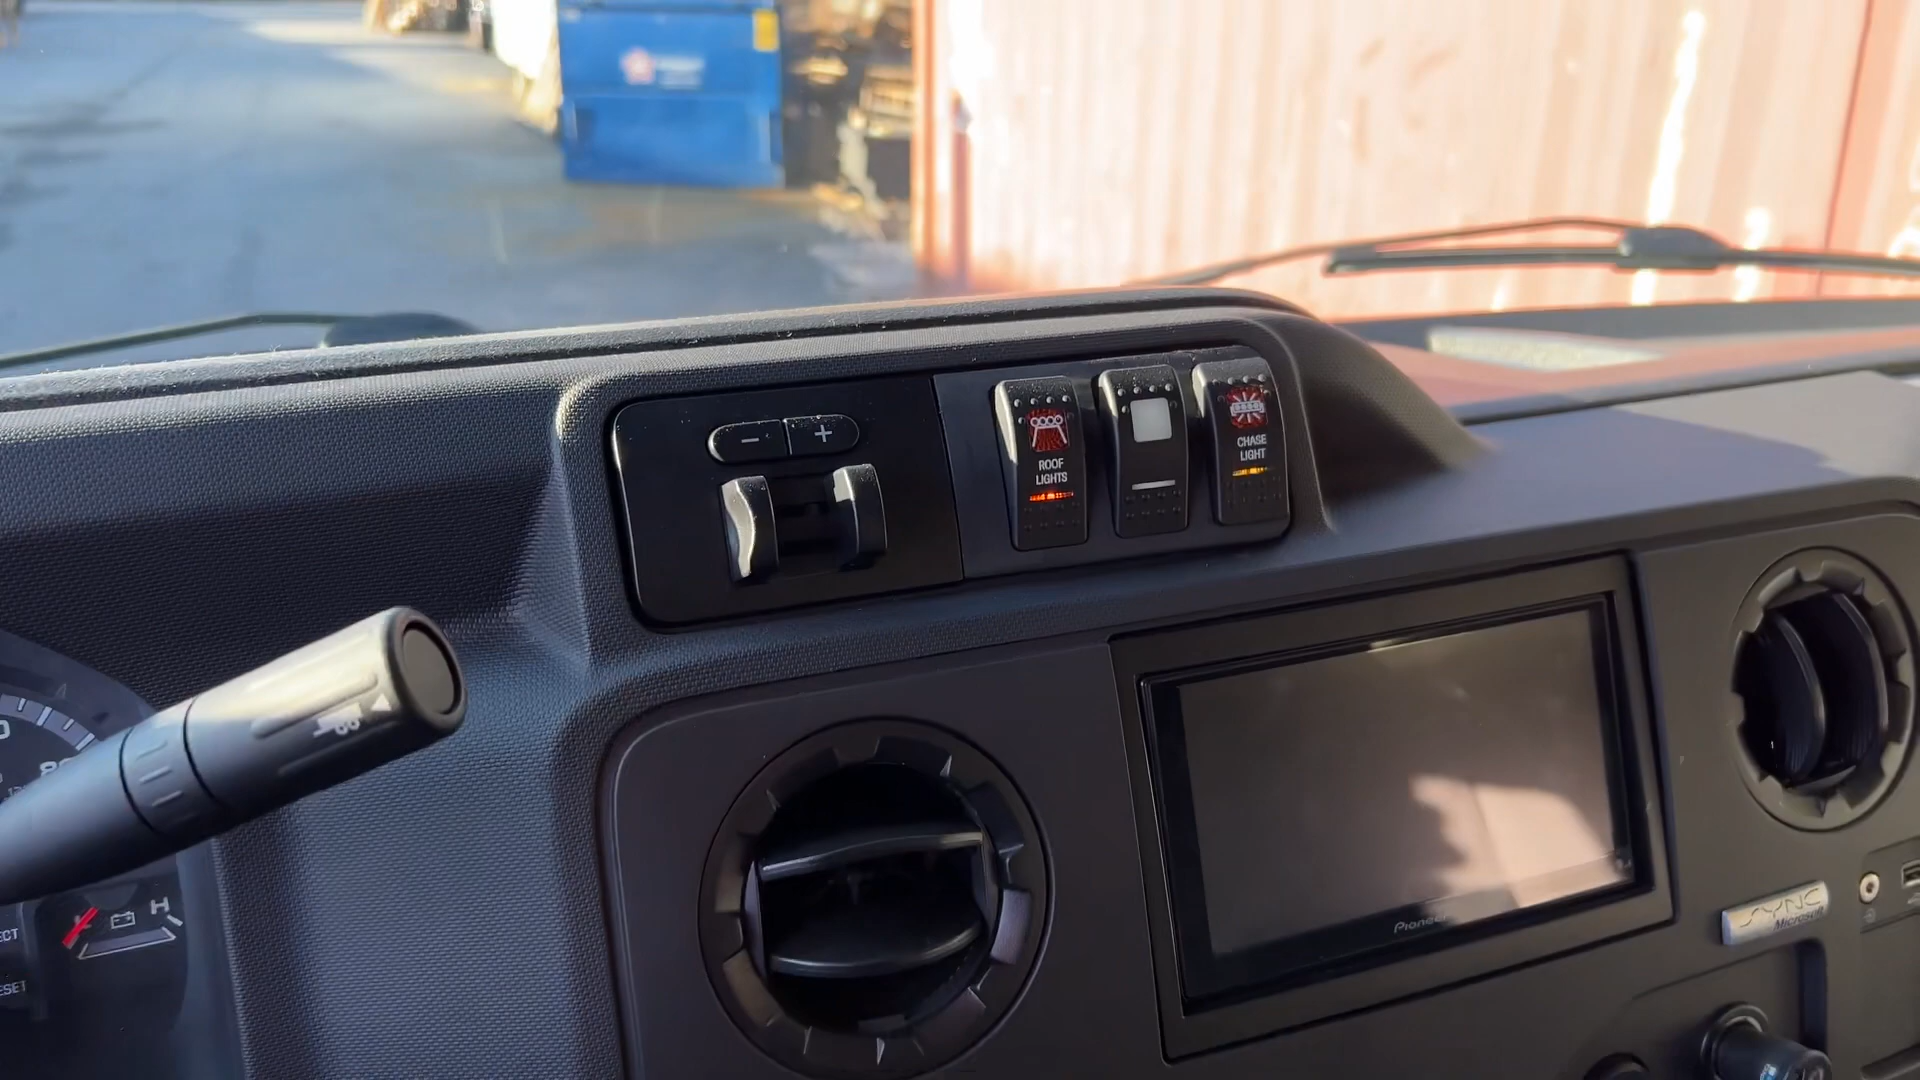 ROOF
LIGHTS
CHASE
LIGHT
Pioneer
SYNC
Microsoft
H